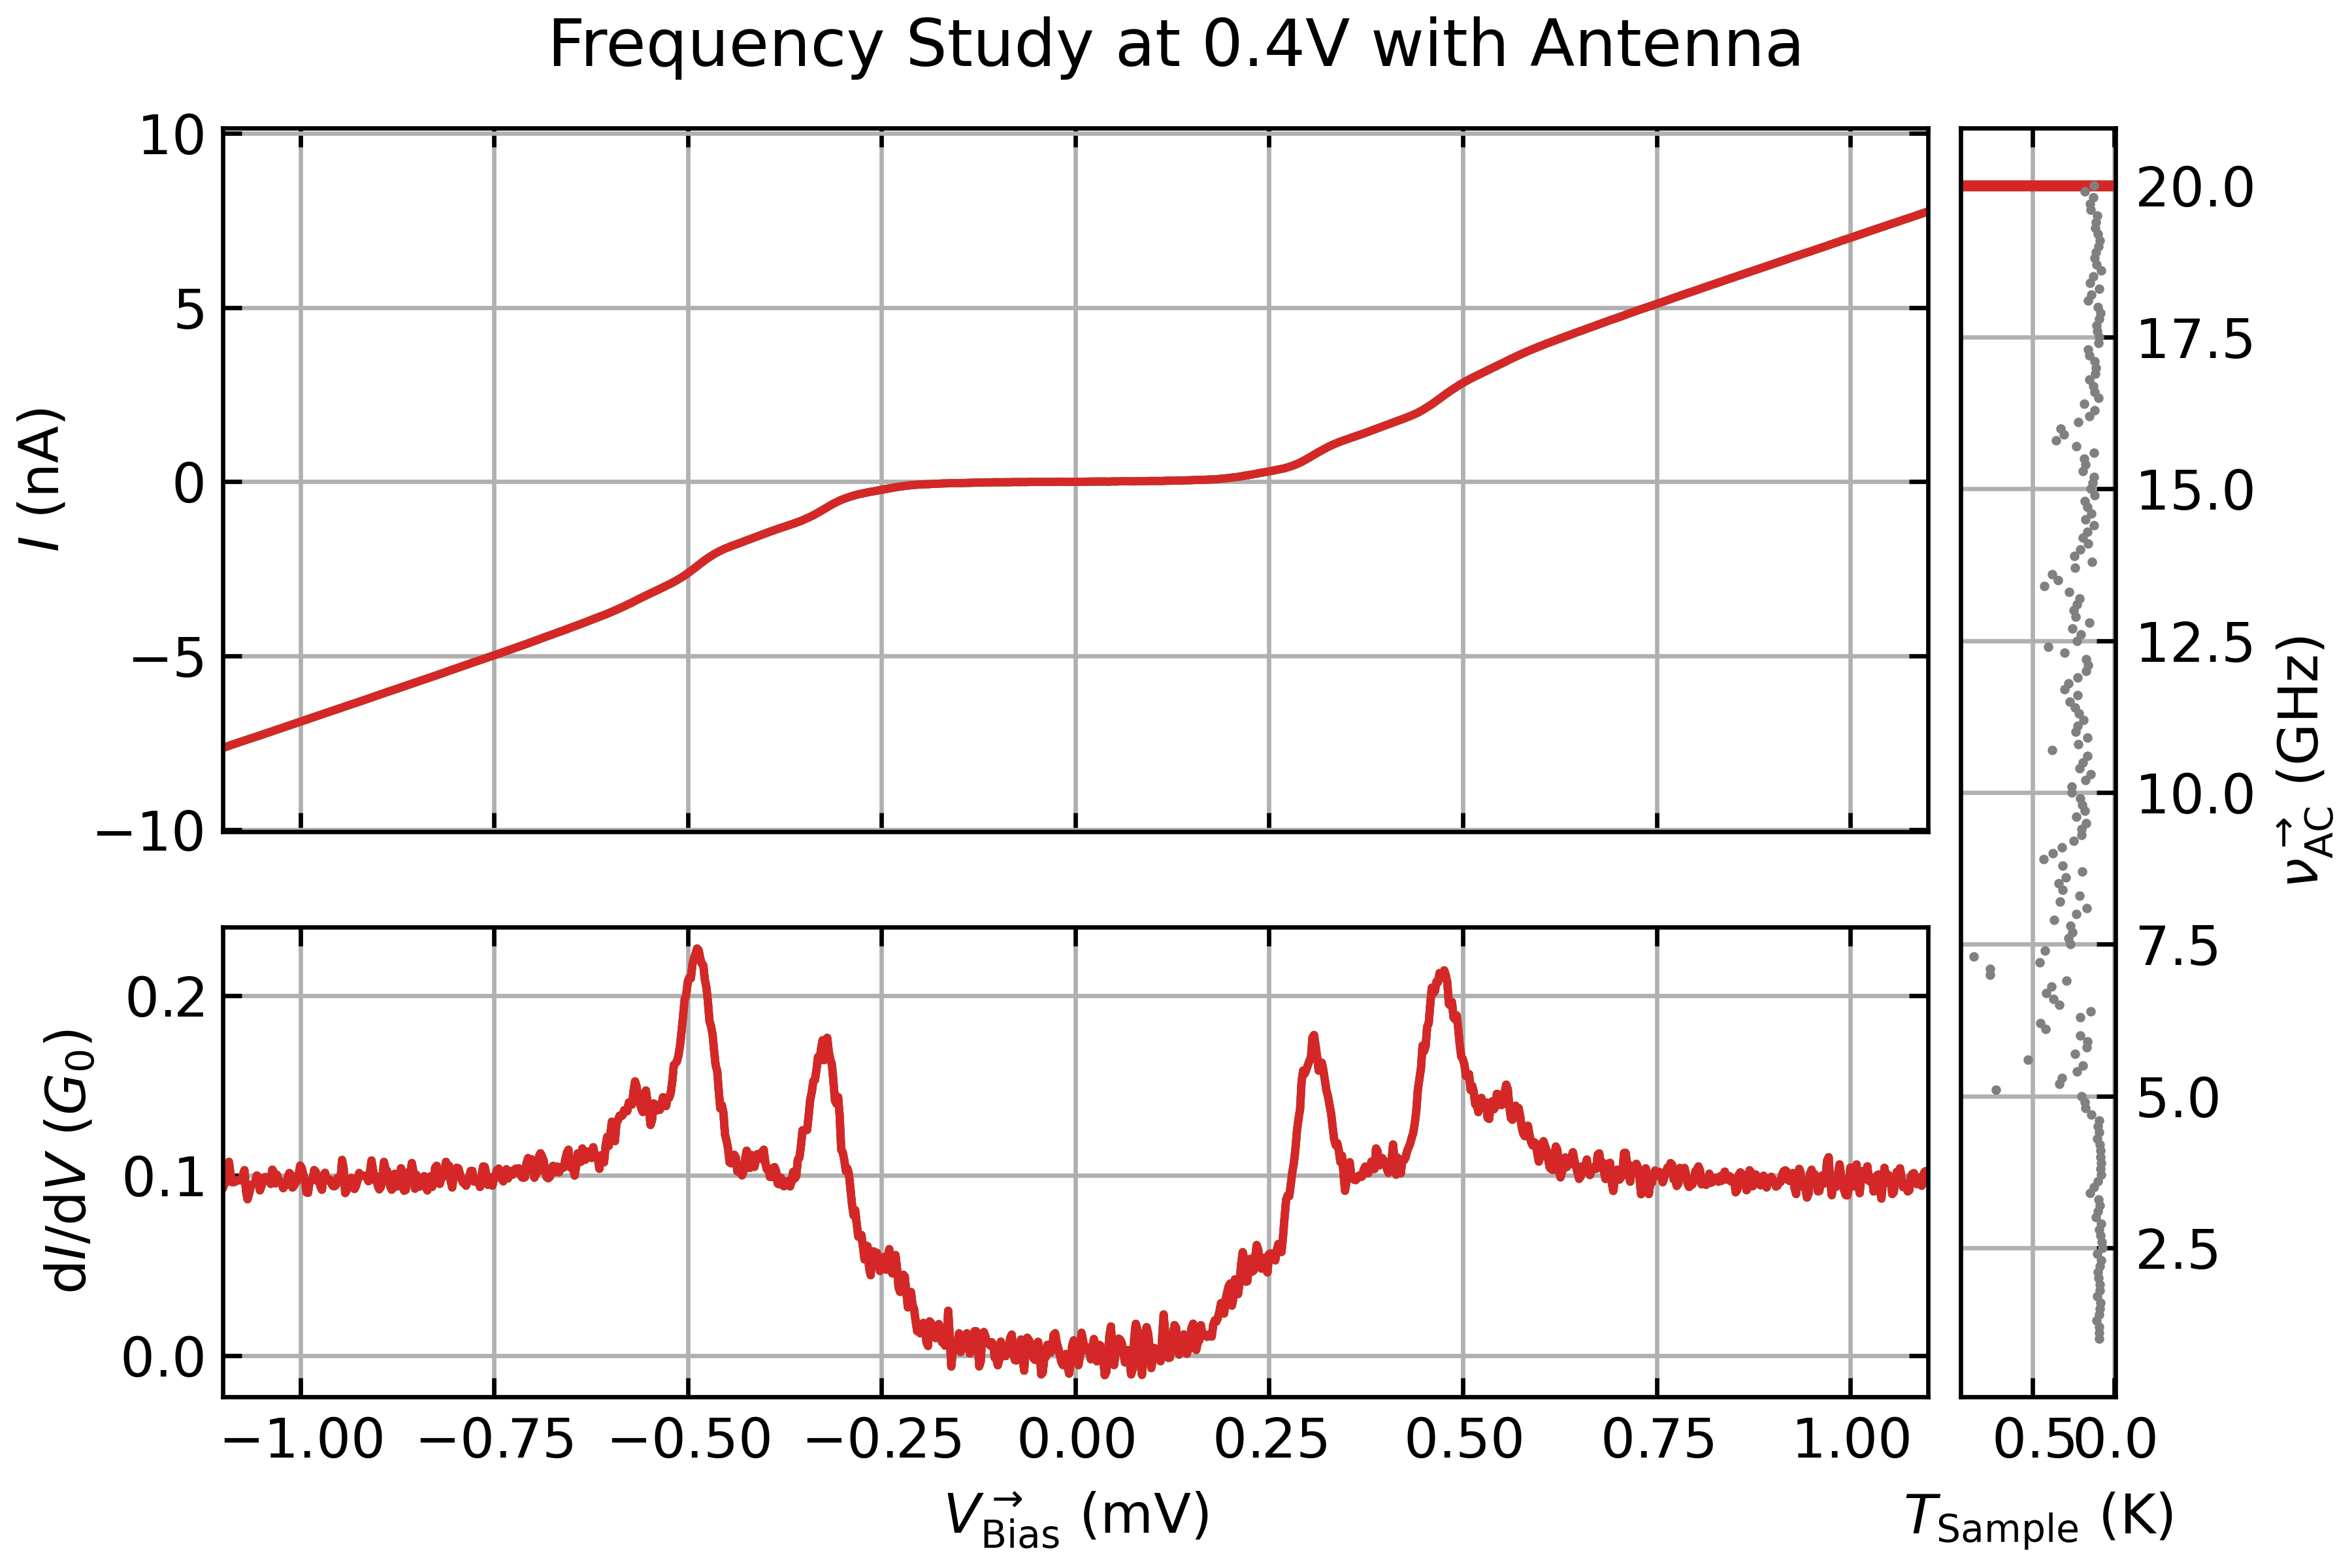 Frequency Study at 0.4V with Antenna
10
5
0
−5
−10
I (nA)
0.2
0.1
0.0
dI/dV (G₀)
−1.00 −0.75 −0.50 −0.25 0.00 0.25 0.50 0.75 1.00
V→Bias (mV)
20.0
17.5
15.0
12.5
10.0
7.5
5.0
2.5
ν→AC (GHz)
0.5 0.0
TSample (K)